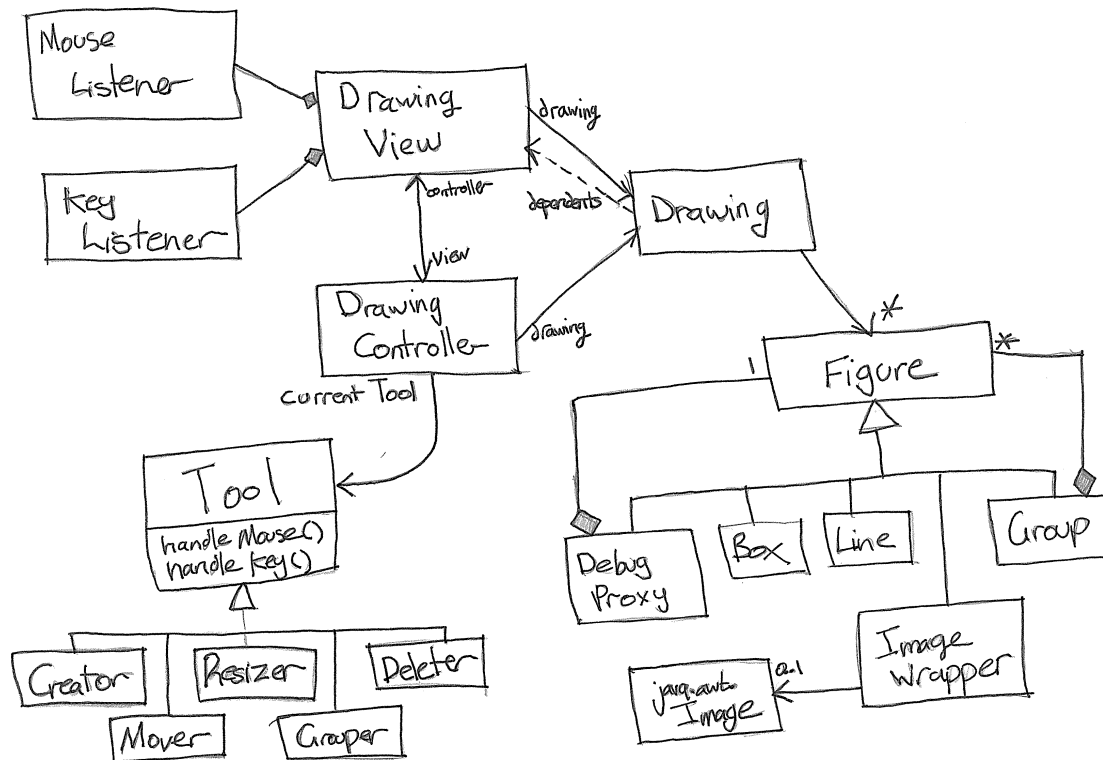 Mouse
Listener
Drawing
View
drawing
Key
Listener
controller
dependents
Drawing
view
Drawing
Controller
drawing
*
*
current Tool
1
Figure
Tool
handle Mouse()
handle Key()
Debug
Proxy
Box
Line
Group
Creator
Resizer
Deleter
Mover
Grouper
Image
Wrapper
0..1
java.awt.
Image